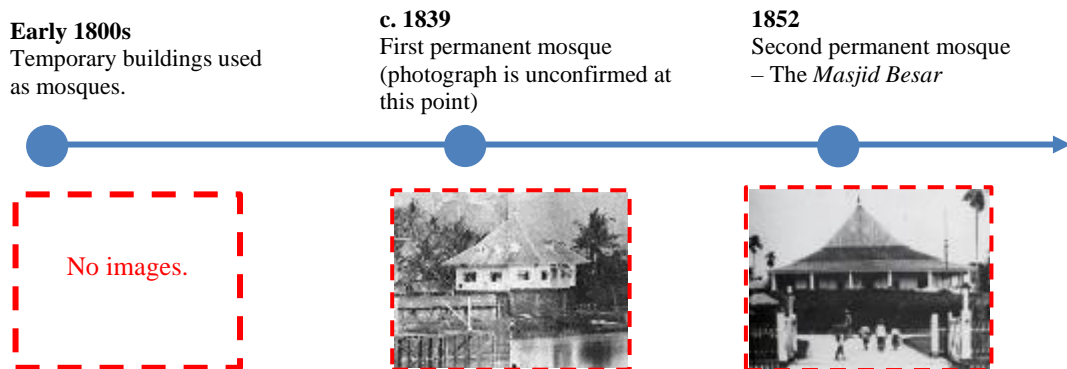 Early 1800s
Temporary buildings used
as mosques.
c. 1839
First permanent mosque
(photograph is unconfirmed at
this point)
1852
Second permanent mosque
– The Masjid Besar
No images.